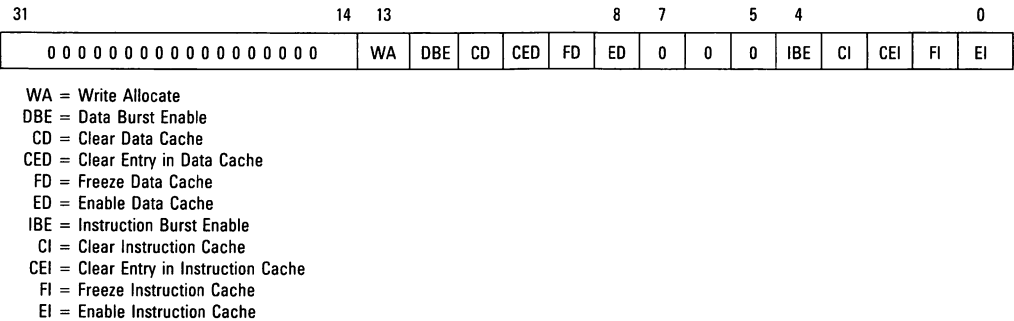 31 14 13 8 7 5 4 0
0 0 0 0 0 0 0 0 0 0 0 0 0 0 0 0 0 0 WA DBE CD CED FD ED 0 0 0 IBE CI CEI FI EI
WA = Write Allocate
DBE = Data Burst Enable
CD = Clear Data Cache
CED = Clear Entry in Data Cache
FD = Freeze Data Cache
ED = Enable Data Cache
IBE = Instruction Burst Enable
CI = Clear Instruction Cache
CEI = Clear Entry in Instruction Cache
FI = Freeze Instruction Cache
EI = Enable Instruction Cache